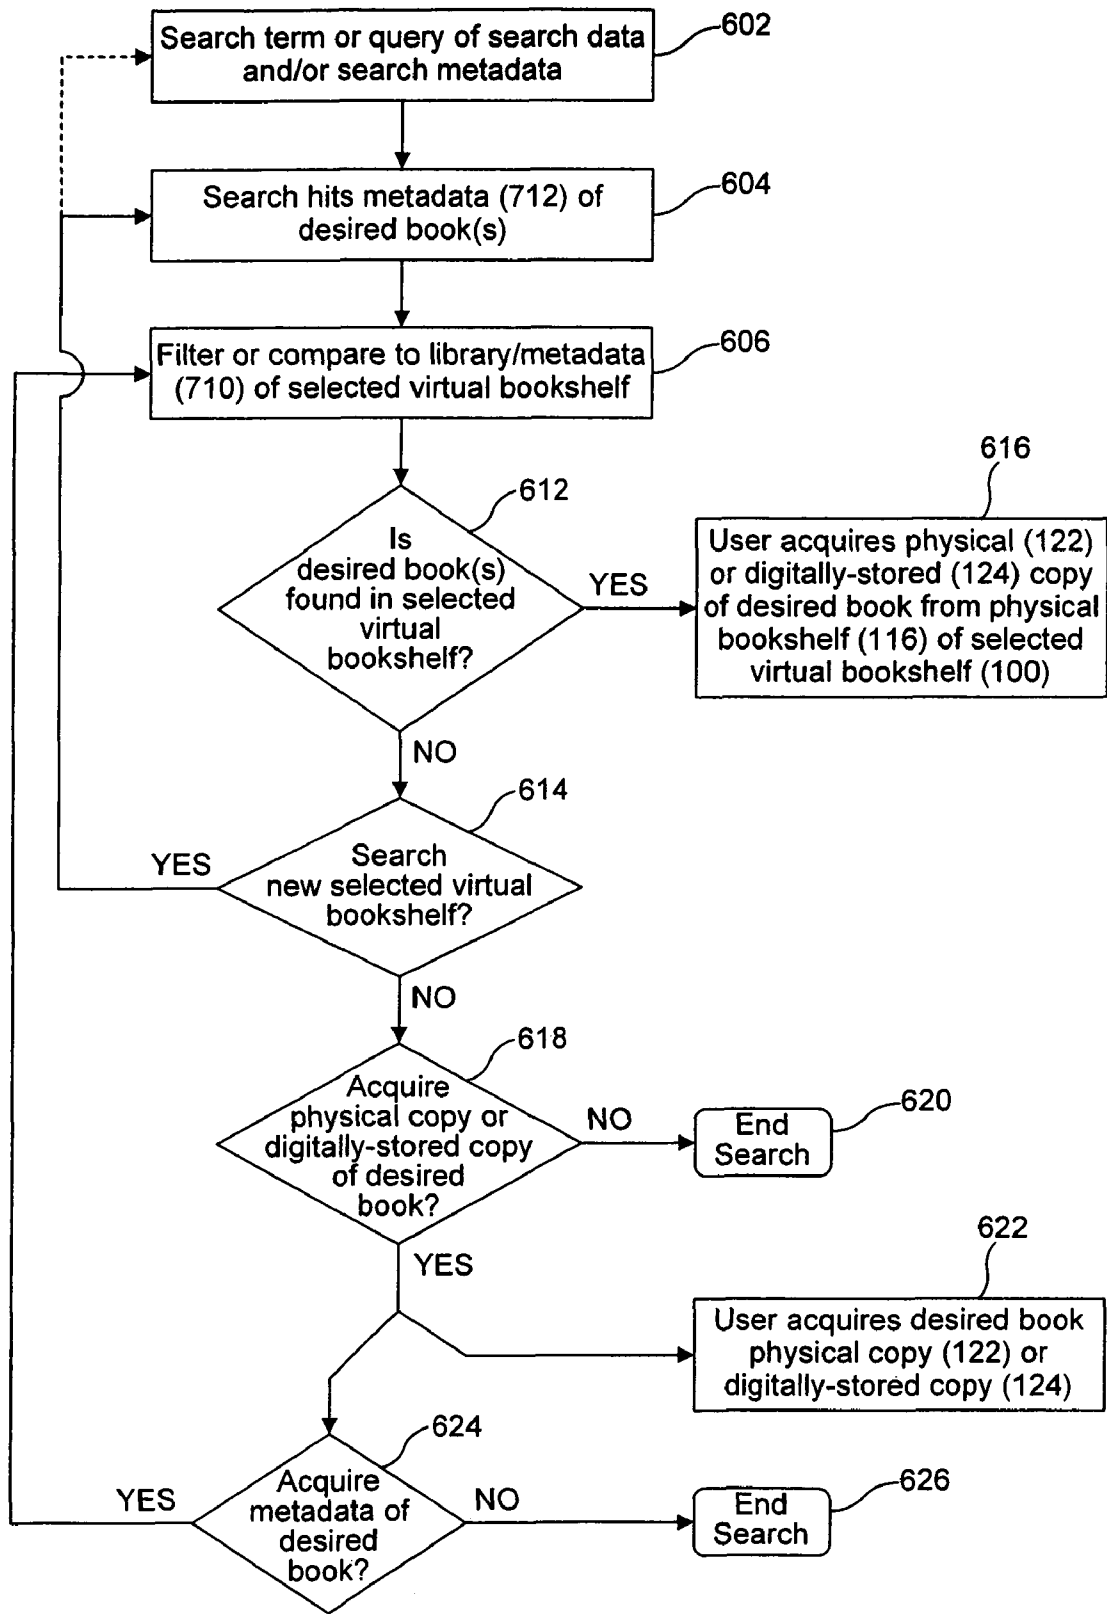 Search term or query of search data
and/or search metadata
602
Search hits metadata (712) of
desired book(s)
604
Filter or compare to library/metadata
(710) of selected virtual bookshelf
606
612
Is
desired book(s)
found in selected
virtual
bookshelf?
YES
616
User acquires physical (122)
or digitally-stored (124) copy
of desired book from physical
bookshelf (116) of selected
virtual bookshelf (100)
NO
614
YES
Search
new selected virtual
bookshelf?
NO
618
Acquire
physical copy or
digitally-stored copy
of desired
book?
NO
End
Search
620
YES
622
User acquires desired book
physical copy (122) or
digitally-stored copy (124)
624
YES
Acquire
metadata of
desired
book?
NO
End
Search
626